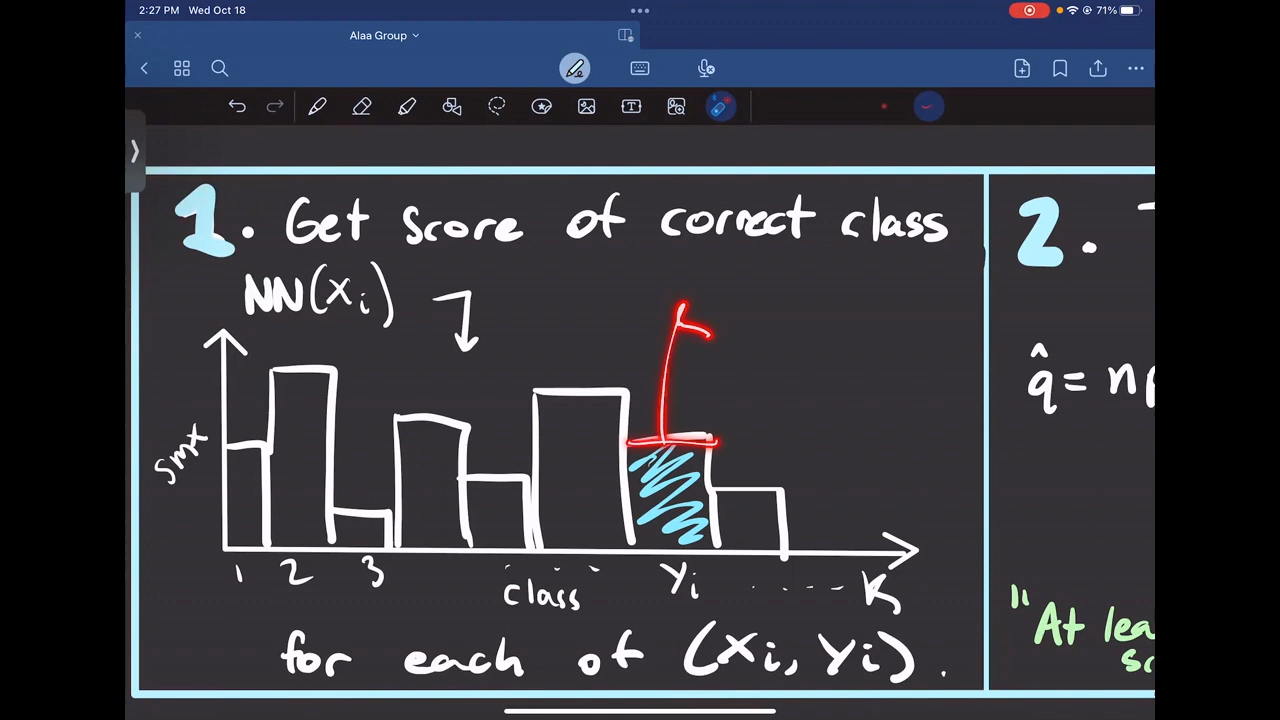 2:27 PM Wed Oct 18
71%
Alaa Group
1. Get score of correct class
NN(xi)
smx
1 2 3 class yi K
for each of (xi, yi).
2.
q̂ = n
"At lea